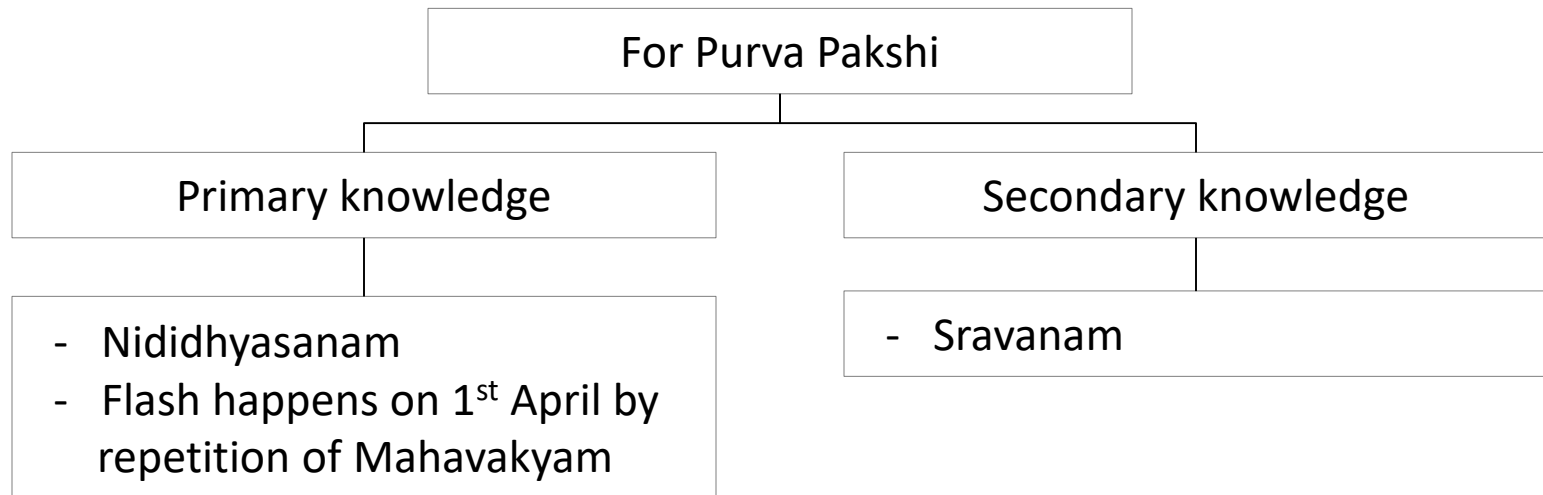 For Purva Pakshi
Primary knowledge
Secondary knowledge
- Nididhyasanam
- Flash happens on 1st April by
repetition of Mahavakyam
- Sravanam